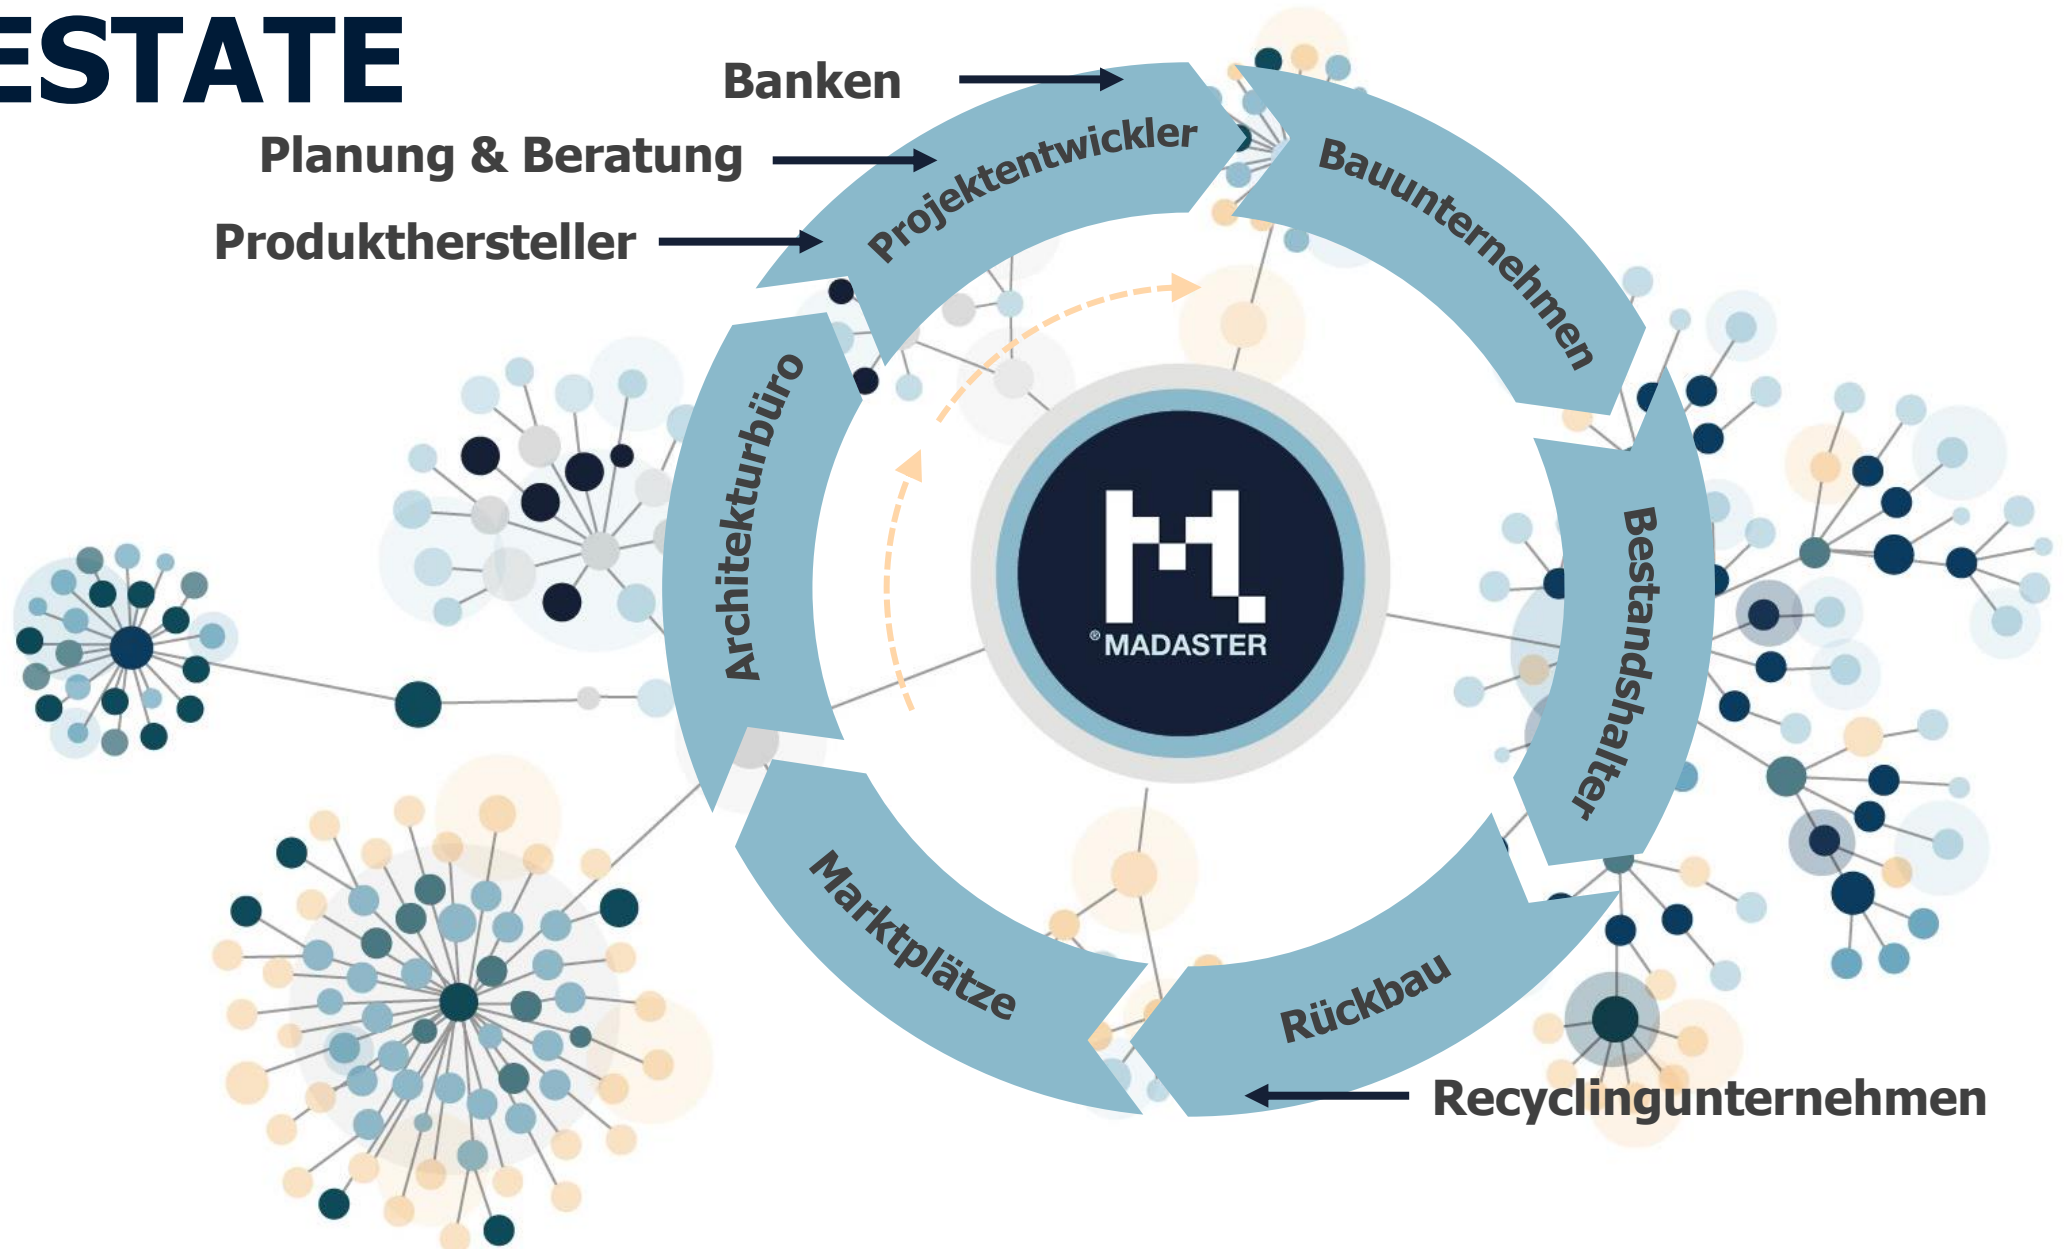 ESTATE
Banken
Planung & Beratung
Produkthersteller
Projektentwickler
Bauunternehmen
Bestandshalter
Rückbau
Recyclingunternehmen
Marktplätze
Architekturbüro
® MADASTER